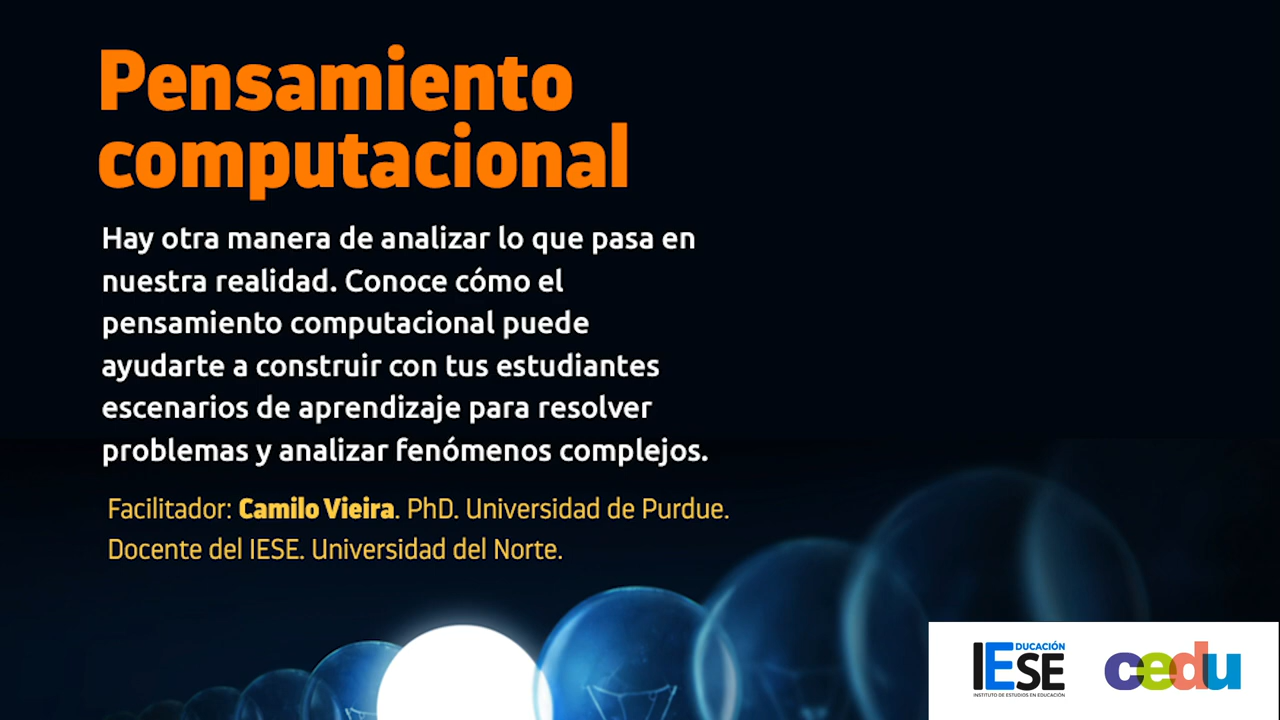 Pensamiento
computacional
Hay otra manera de analizar lo que pasa en
nuestra realidad. Conoce cómo el
pensamiento computacional puede
ayudarte a construir con tus estudiantes
escenarios de aprendizaje para resolver
problemas y analizar fenómenos complejos.
Facilitador: Camilo Vieira. PhD. Universidad de Purdue.
Docente del IESE. Universidad del Norte.
IESE DUCACIÓN
INSTITUTO DE ESTUDIOS EN EDUCACIÓN
cedu